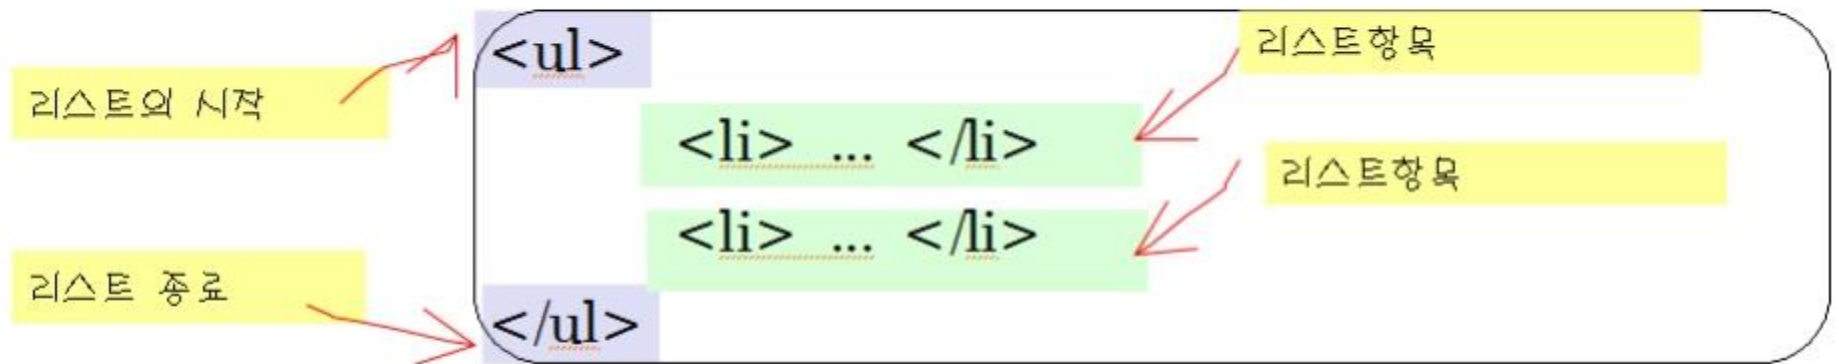 <ul>
리스트항목
리스트의 시작
<li> ... </li>
리스트항목
<li> ... </li>
리스트 종료
</ul>